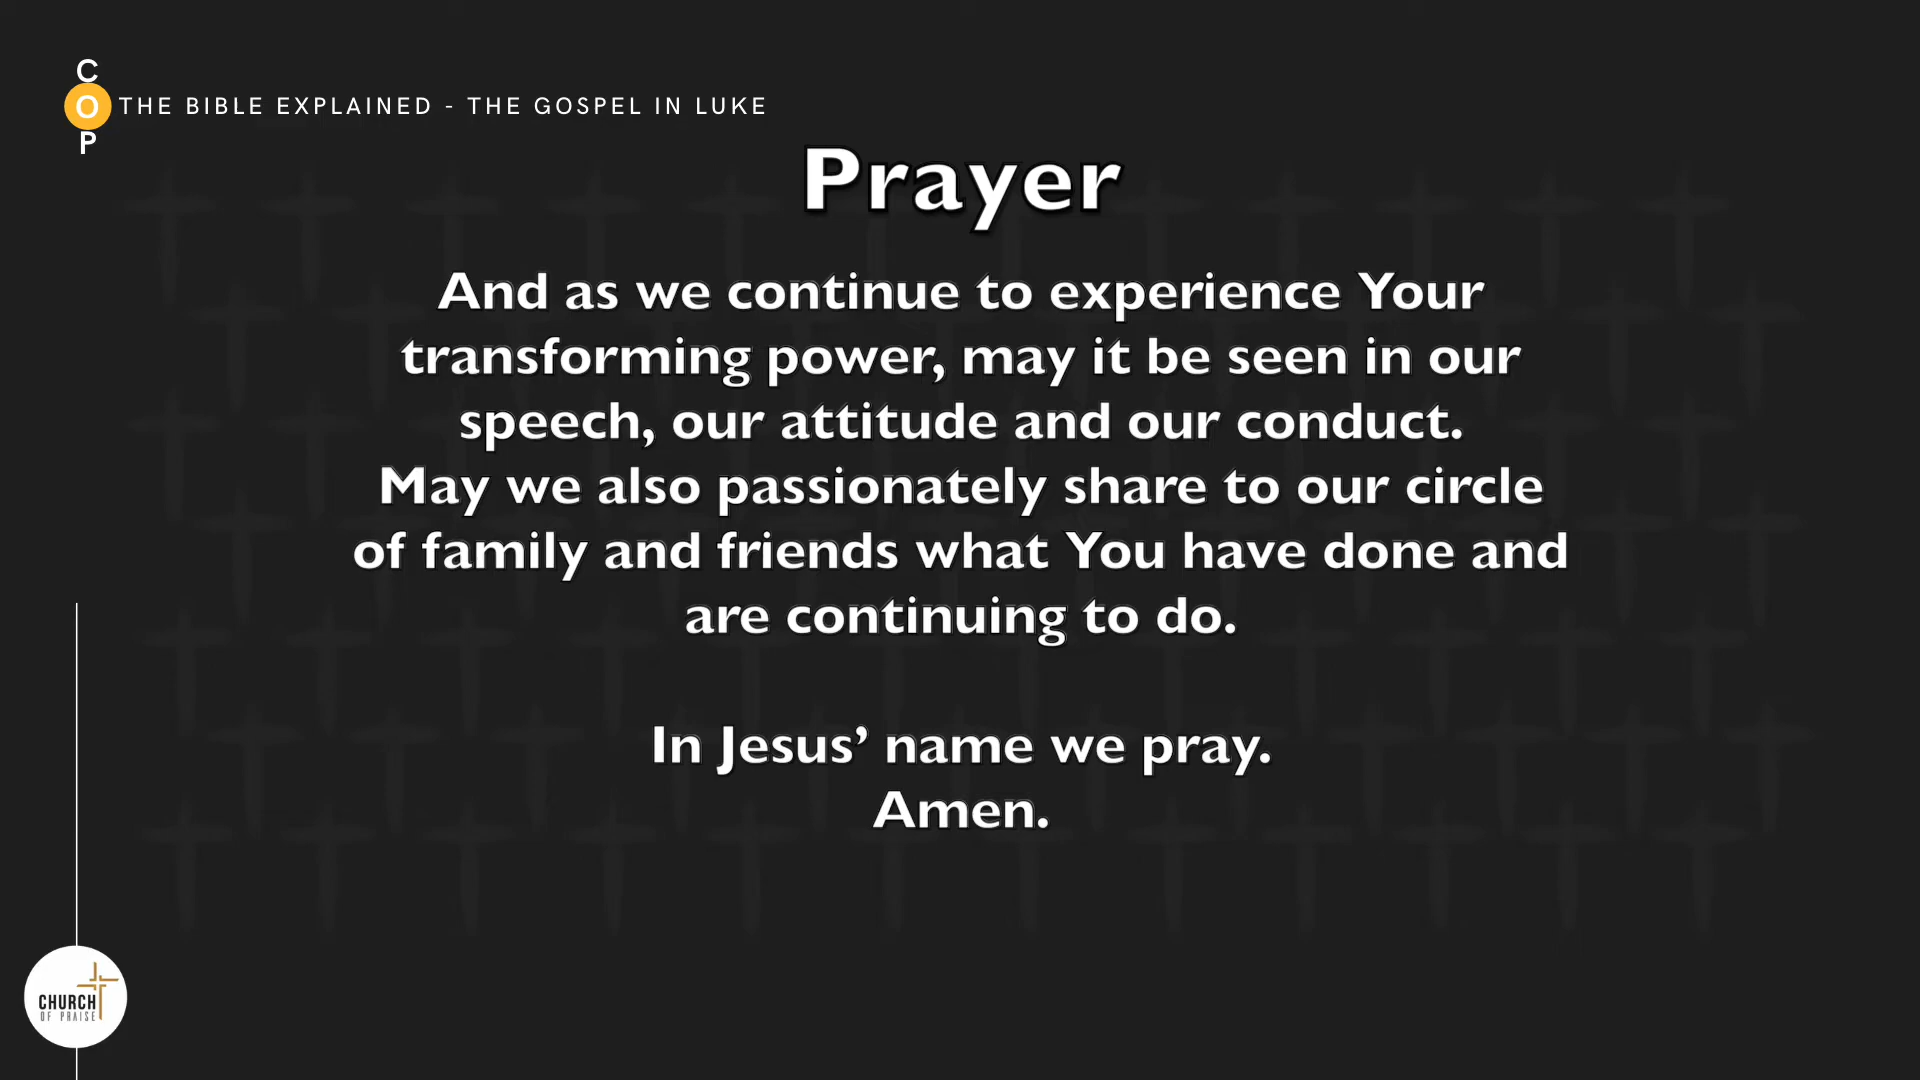 C
O
P
THE BIBLE EXPLAINED - THE GOSPEL IN LUKE
Prayer
And as we continue to experience Your
transforming power, may it be seen in our
speech, our attitude and our conduct.
May we also passionately share to our circle
of family and friends what You have done and
are continuing to do.
In Jesus’ name we pray.
Amen.
CHURCH
OF PRAISE